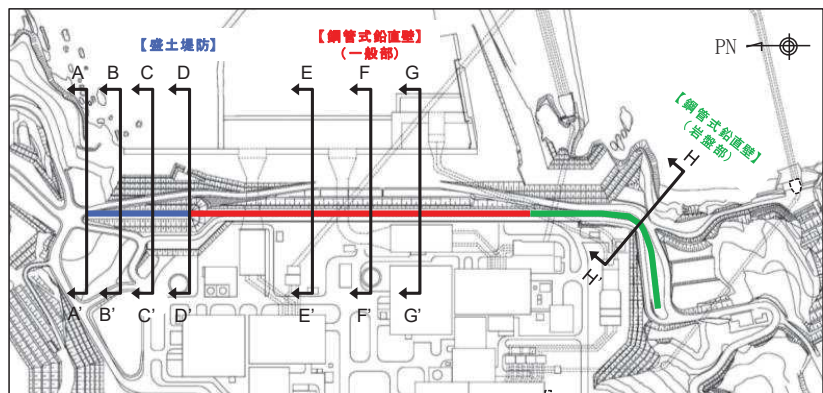 【盛土堤防】
【鋼管式鉛直壁】
(一般部)
PN
A B C D E F G
【鋼管式鉛直壁】
(岩盤部)
H
H'
A' B' C' D' E' F' G'